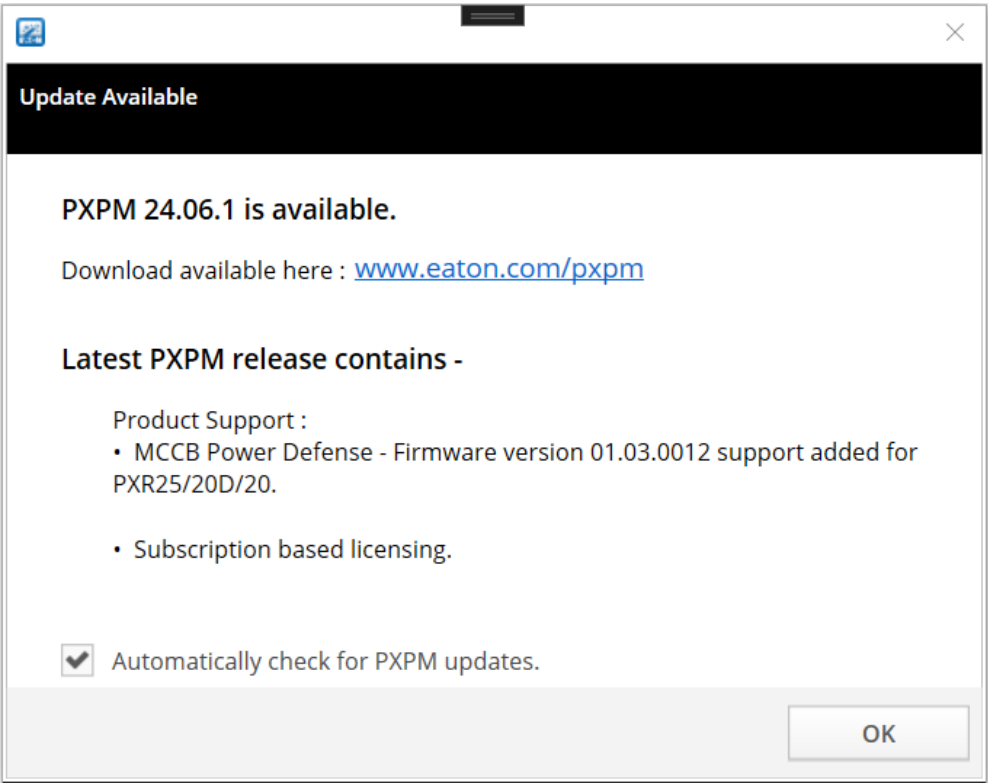 Update Available
PXPM 24.06.1 is available.
Download available here : www.eaton.com/pxpm
Latest PXPM release contains -
Product Support :
• MCCB Power Defense - Firmware version 01.03.0012 support added for
PXR25/20D/20.
• Subscription based licensing.
Automatically check for PXPM updates.
OK